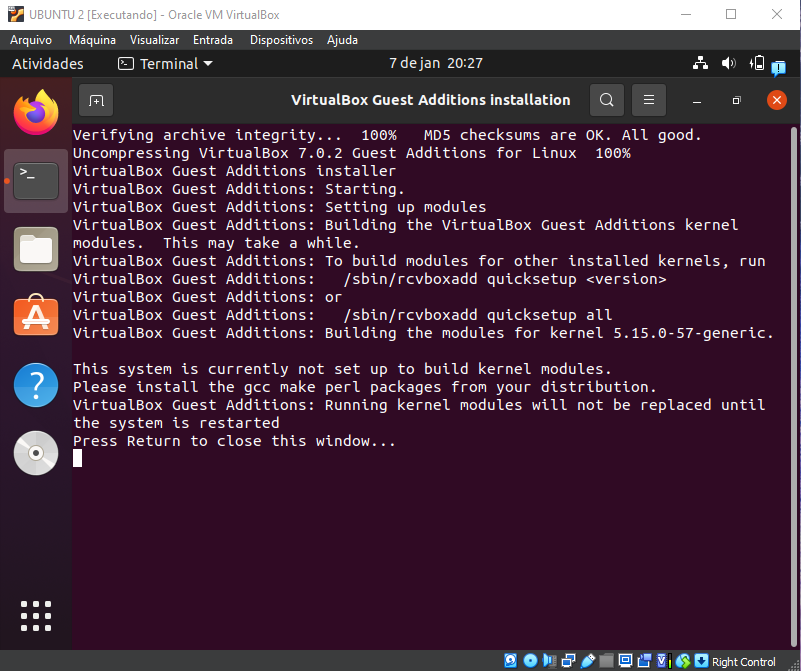 UBUNTU 2 [Executando] - Oracle VM VirtualBox
Arquivo Máquina Visualizar Entrada Dispositivos Ajuda
Atividades Terminal 7 de jan 20:27
VirtualBox Guest Additions installation
Verifying archive integrity...  100%   MD5 checksums are OK. All good.
Uncompressing VirtualBox 7.0.2 Guest Additions for Linux  100%
VirtualBox Guest Additions installer
VirtualBox Guest Additions: Starting.
VirtualBox Guest Additions: Setting up modules
VirtualBox Guest Additions: Building the VirtualBox Guest Additions kernel
modules.  This may take a while.
VirtualBox Guest Additions: To build modules for other installed kernels, run
VirtualBox Guest Additions:   /sbin/rcvboxadd quicksetup <version>
VirtualBox Guest Additions: or
VirtualBox Guest Additions:   /sbin/rcvboxadd quicksetup all
VirtualBox Guest Additions: Building the modules for kernel 5.15.0-57-generic.
This system is currently not set up to build kernel modules.
Please install the gcc make perl packages from your distribution.
VirtualBox Guest Additions: Running kernel modules will not be replaced until
the system is restarted
Press Return to close this window...
Right Control